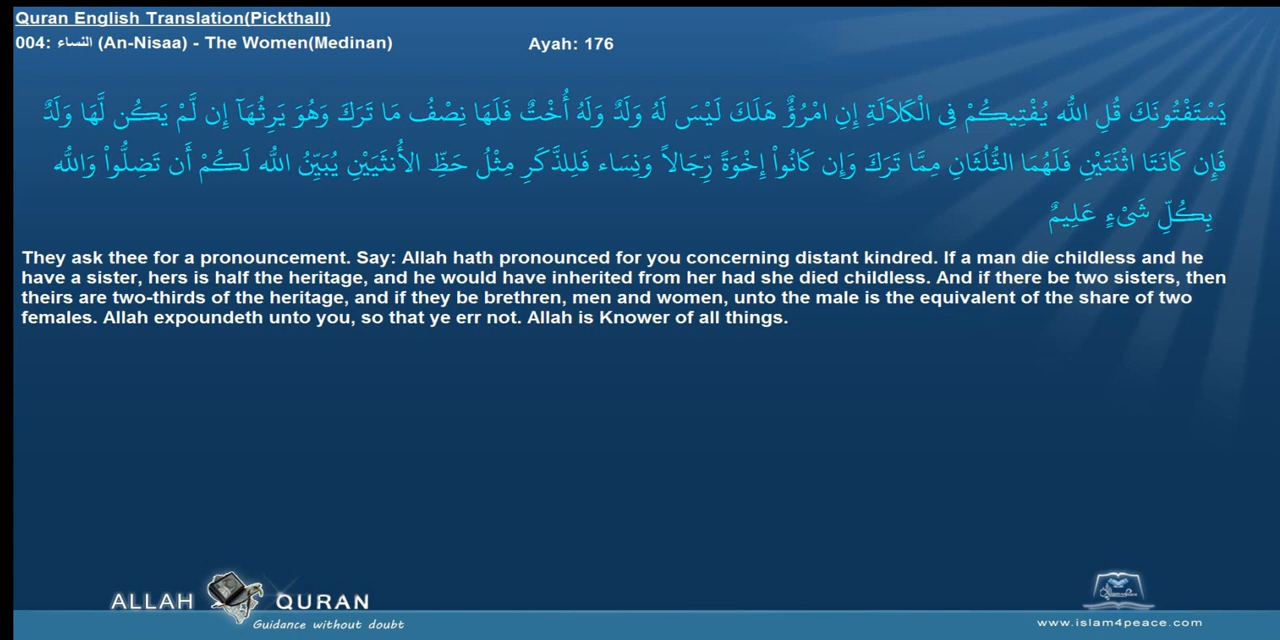 Quran English Translation(Pickthall)
004: النساء (An-Nisaa) - The Women(Medinan)
Ayah: 176
يَسْتَفْتُونَكَ قُلِ اللّهُ يُفْتِيكُمْ فِي الْكَلاَلَةِ إِنِ امْرُؤٌ هَلَكَ لَيْسَ لَهُ وَلَدٌ وَلَهُ أُخْتٌ فَلَهَا نِصْفُ مَا تَرَكَ وَهُوَ يَرِثُهَآ إِن لَّمْ يَكُن لَّهَا وَلَدٌ
فَإِن كَانَتَا اثْنَتَيْنِ فَلَهُمَا الثُّلُثَانِ مِمَّا تَرَكَ وَإِن كَانُواْ إِخْوَةً رِّجَالاً وَنِسَاء فَلِلذَّكَرِ مِثْلُ حَظِّ الأُنثَيَيْنِ يُبَيِّنُ اللّهُ لَكُمْ أَن تَضِلُّواْ وَاللّهُ
بِكُلِّ شَيْءٍ عَلِيمٌ
They ask thee for a pronouncement. Say: Allah hath pronounced for you concerning distant kindred. If a man die childless and he
have a sister, hers is half the heritage, and he would have inherited from her had she died childless. And if there be two sisters, then
theirs are two-thirds of the heritage, and if they be brethren, men and women, unto the male is the equivalent of the share of two
females. Allah expoundeth unto you, so that ye err not. Allah is Knower of all things.
ALLAH QURAN
Guidance without doubt
www.islam4peace.com